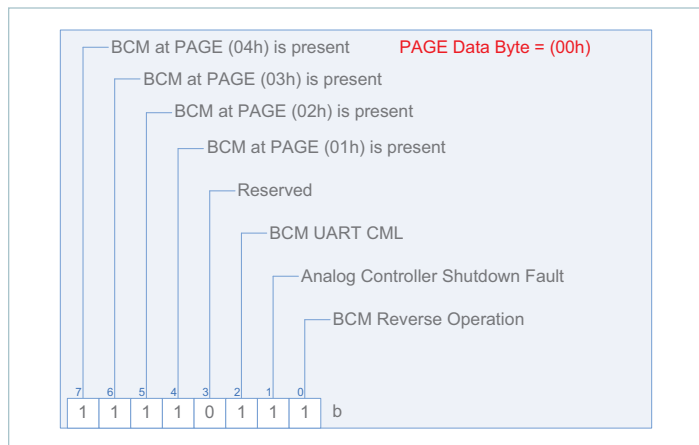 BCM at PAGE (04h) is present PAGE Data Byte = (00h)
BCM at PAGE (03h) is present
BCM at PAGE (02h) is present
BCM at PAGE (01h) is present
Reserved
BCM UART CML
Analog Controller Shutdown Fault
BCM Reverse Operation
7 6 5 4 3 2 1 0
1 1 1 1 0 1 1 1 b